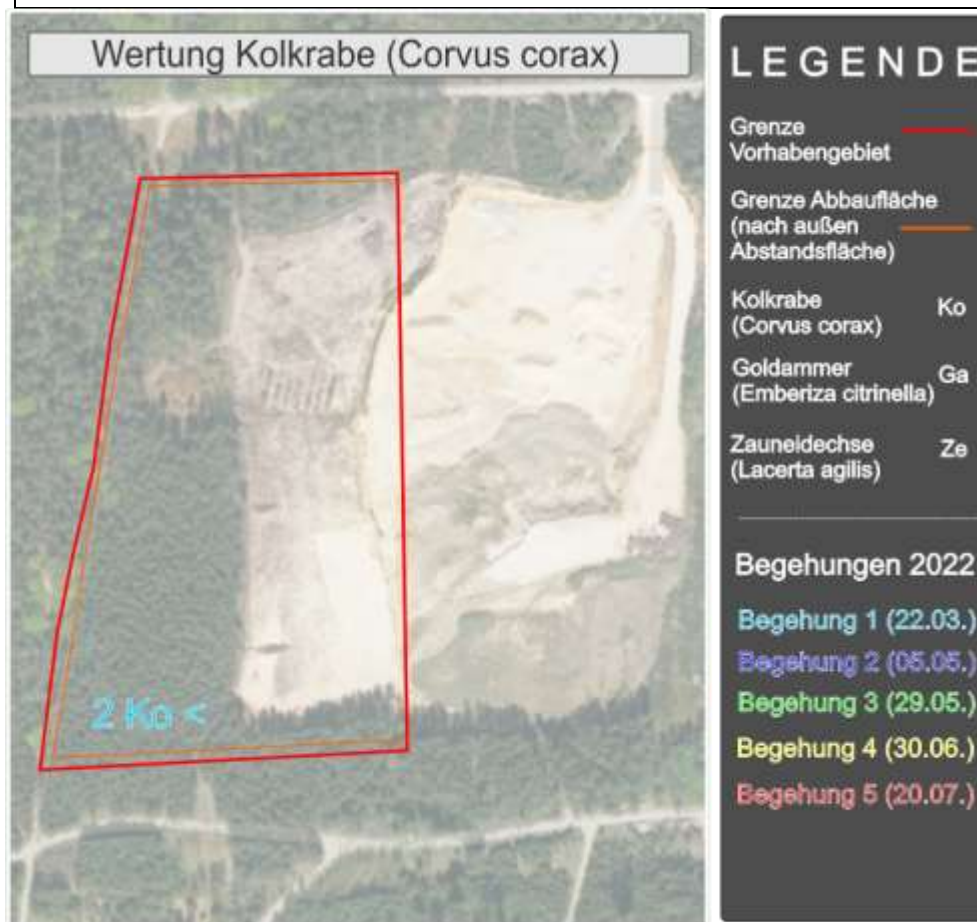 Wertung Kolkrabe (Corvus corax)
2 Ko <
LEGENDE
Grenze
Vorhabengebiet
Grenze Abbaufläche
(nach außen
Abstandsfläche)
Kolkrabe
(Corvus corax)
Ko
Goldammer
(Emberiza citrinella)
Ga
Zauneidechse
(Lacerta agilis)
Ze
Begehungen 2022
Begehung 1 (22.03.)
Begehung 2 (05.05.)
Begehung 3 (29.05.)
Begehung 4 (30.06.)
Begehung 5 (20.07.)